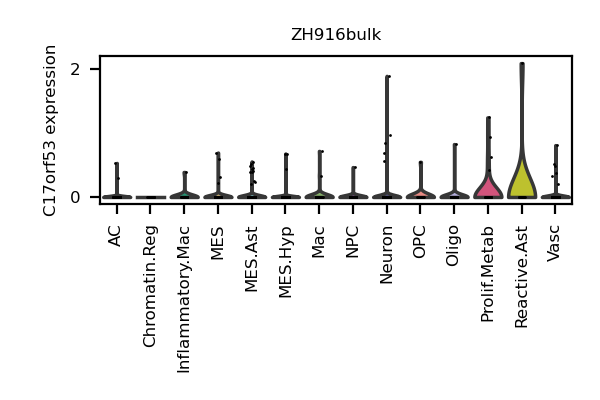 ZH916bulk
C17orf53 expression
2
0
AC
Chromatin.Reg
Inflammatory.Mac
MES
MES.Ast
MES.Hyp
Mac
NPC
Neuron
OPC
Oligo
Prolif.Metab
Reactive.Ast
Vasc